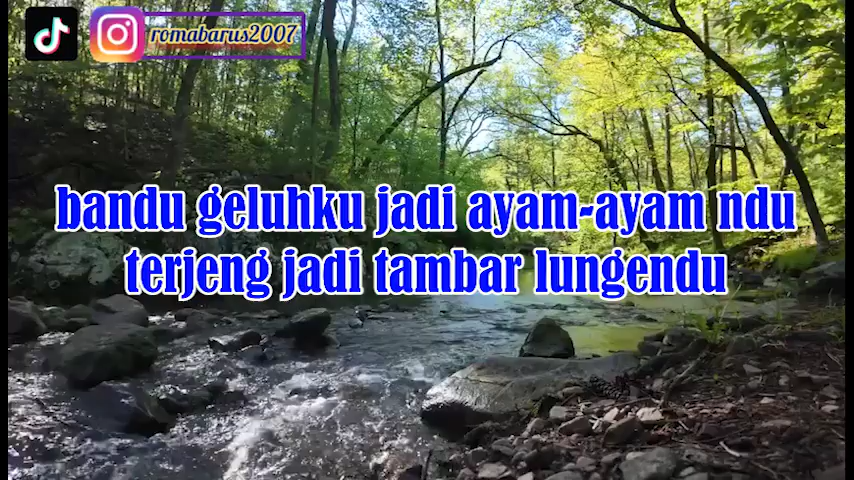 romabarus2007
bandu geluhku jadi ayam-ayam ndu
terjeng jadi tambar lungendu